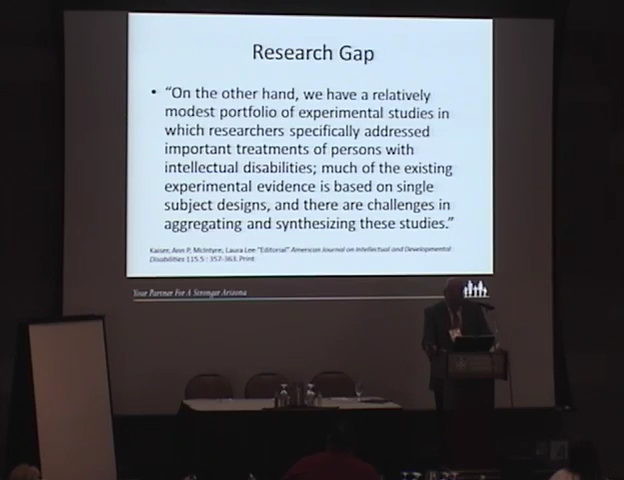 Research Gap
• “On the other hand, we have a relatively
modest portfolio of experimental studies in
which researchers specifically addressed
important treatments of persons with
intellectual disabilities; much of the existing
experimental evidence is based on single
subject designs, and there are challenges in
aggregating and synthesizing these studies.”
Kaiser, Ann P, McIntyre, Laura Lee "Editorial" American Journal on Intellectual and Developmental
Disabilities 115.5 : 357-363. Print
Your Partner For A Stronger Arizona